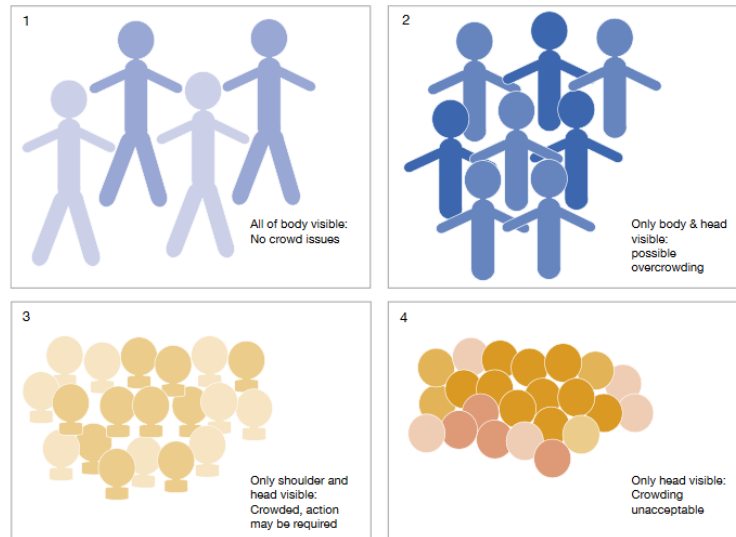 1
All of body visible:
No crowd issues
2
Only body & head
visible:
possible
overcrowding
3
Only shoulder and
head visible:
Crowded, action
may be required
4
Only head visible:
Crowding
unacceptable